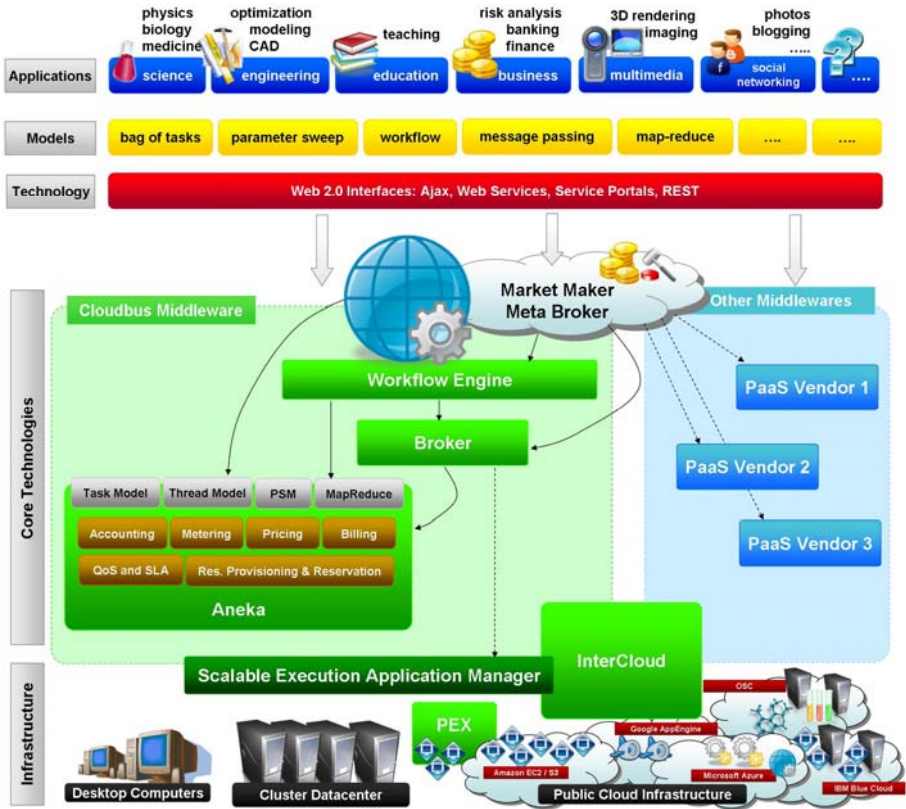 physics
biology
medicine
optimization
modeling
CAD
teaching
risk analysis
banking
finance
3D rendering
imaging
photos
blogging
.....
Applications
science
engineering
education
business
multimedia
social
networking
....
Models
bag of tasks
parameter sweep
workflow
message passing
map-reduce
....
....
Technology
Web 2.0 Interfaces: Ajax, Web Services, Service Portals, REST
Core Technologies
Cloudbus Middleware
Market Maker
Meta Broker
Other Middlewares
Workflow Engine
Broker
PaaS Vendor 1
PaaS Vendor 2
PaaS Vendor 3
Task Model
Thread Model
PSM
MapReduce
Accounting
Metering
Pricing
Billing
QoS and SLA
Res. Provisioning & Reservation
Aneka
InterCloud
Scalable Execution Application Manager
Infrastructure
PEX
OSC
Google AppEngine
Amazon EC2 / S3
Microsoft Azure
IBM Blue Cloud
Desktop Computers
Cluster Datacenter
Public Cloud Infrastructure